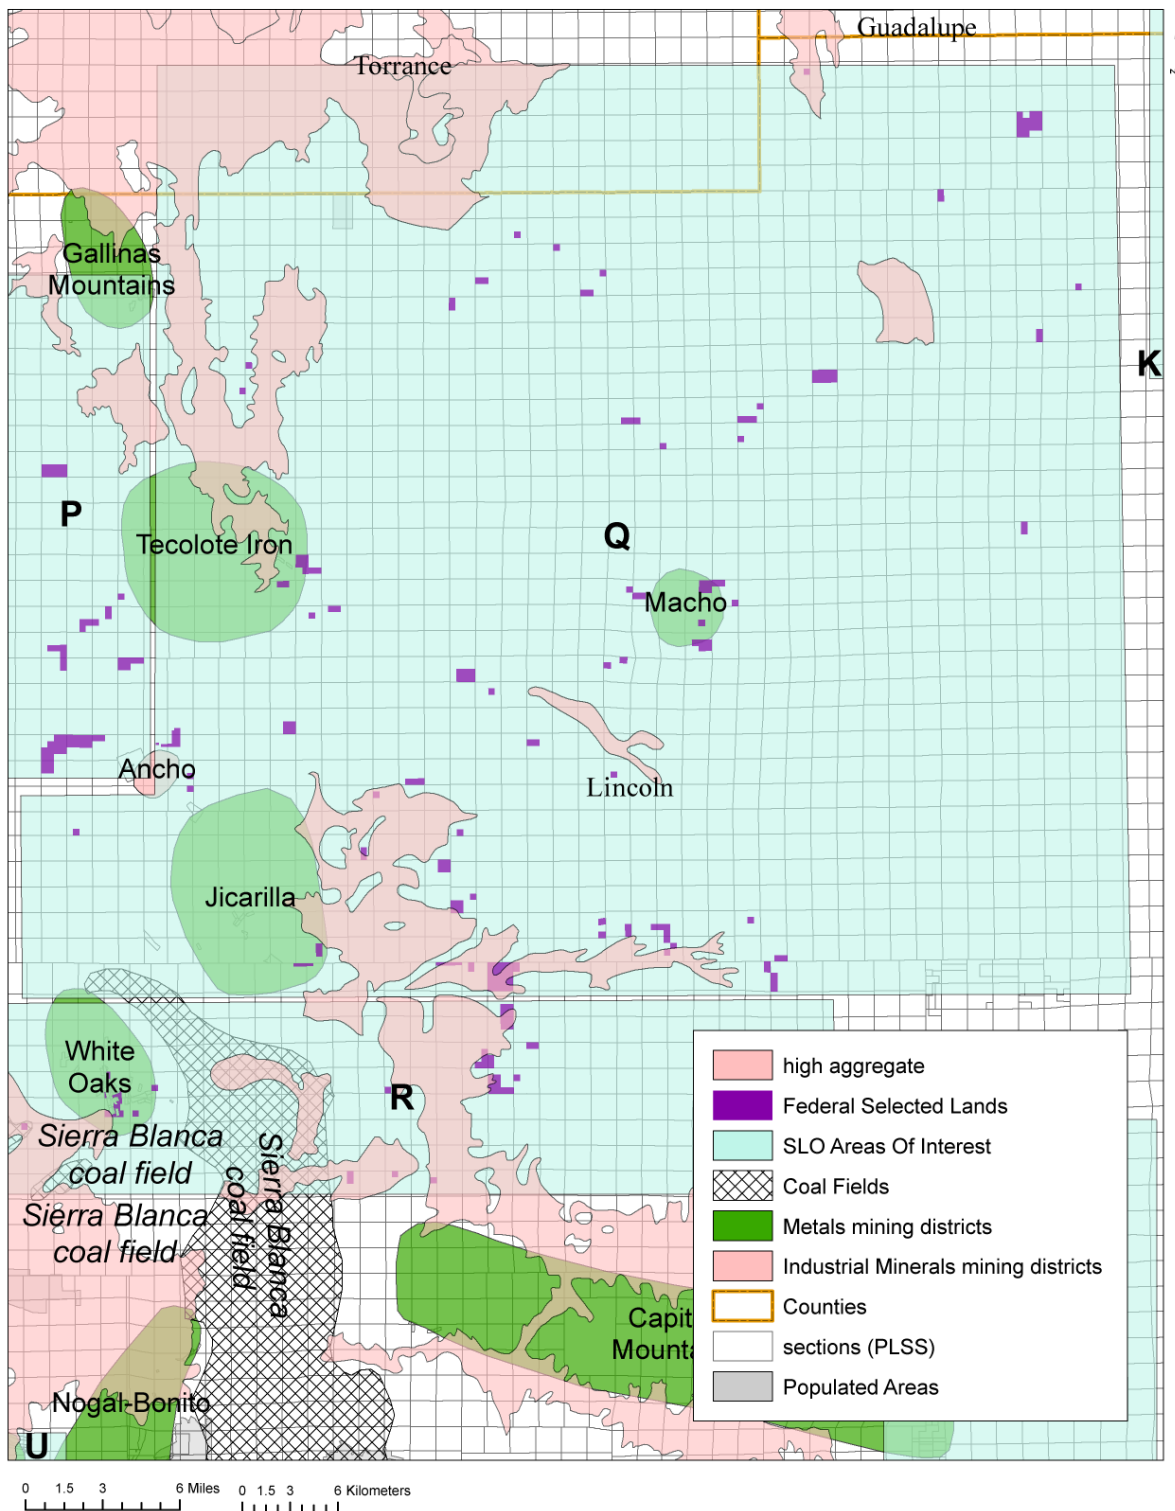 Guadalupe
Torrance
2
Gallinas
Mountains
K
P
Q
Tecolote Iron
Macho
Ancho
Lincoln
Jicarilla
White
Oaks
R
Sierra Blanca
coal field
Sierra Blanca
coal field
Sierra Blanca
coal field
Capit
Mounta
Nogal-Bonito
U
high aggregate
Federal Selected Lands
SLO Areas Of Interest
Coal Fields
Metals mining districts
Industrial Minerals mining districts
Counties
sections (PLSS)
Populated Areas
0 1.5 3 6 Miles
0 1.5 3 6 Kilometers